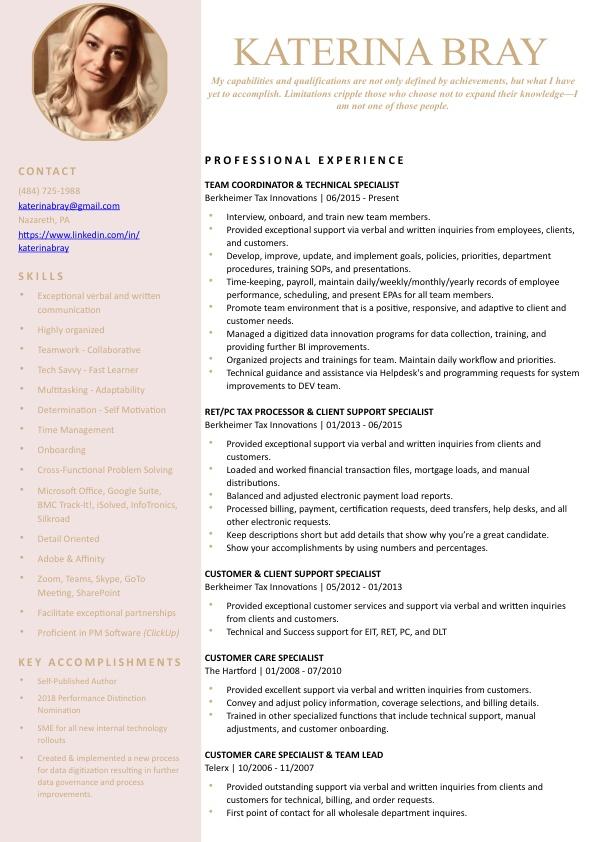 KATERINA BRAY
My capabilities and qualifications are not only defined by achievements, but what I have
yet to accomplish. Limitations cripple those who choose not to expand their knowledge—I
am not one of those people.
CONTACT
(484) 725-1988
katerinabray@gmail.com
Nazareth, PA
https://www.linkedin.com/in/
katerinabray
SKILLS
Exceptional verbal and written
communication
Highly organized
Teamwork - Collaborative
Tech Savvy - Fast Learner
Multitasking - Adaptability
Determination - Self Motivation
Time Management
Onboarding
Cross-Functional Problem Solving
Microsoft Office, Google Suite,
BMC Track-It!, iSolved, InfoTronics,
Silkroad
Detail Oriented
Adobe & Affinity
Zoom, Teams, Skype, GoTo
Meeting, SharePoint
Facilitate exceptional partnerships
Proficient in PM Software (ClickUp)
KEY ACCOMPLISHMENTS
Self-Published Author
2018 Performance Distinction
Nomination
SME for all new internal technology
rollouts
Created & implemented a new process
for data digitization resulting in further
data governance and process
improvements.
PROFESSIONAL EXPERIENCE
TEAM COORDINATOR & TECHNICAL SPECIALIST
Berkheimer Tax Innovations | 06/2015 - Present
Interview, onboard, and train new team members.
Provided exceptional support via verbal and written inquiries from employees, clients,
and customers.
Develop, improve, update, and implement goals, policies, priorities, department
procedures, training SOPs, and presentations.
Time-keeping, payroll, maintain daily/weekly/monthly/yearly records of employee
performance, scheduling, and present EPAs for all team members.
Promote team environment that is a positive, responsive, and adaptive to client and
customer needs.
Managed a digitized data innovation programs for data collection, training, and
providing further BI improvements.
Organized projects and trainings for team. Maintain daily workflow and priorities.
Technical guidance and assistance via Helpdesk's and programming requests for system
improvements to DEV team.
RET/PC TAX PROCESSOR & CLIENT SUPPORT SPECIALIST
Berkheimer Tax Innovations | 01/2013 - 06/2015
Provided exceptional support via verbal and written inquiries from clients and
customers.
Loaded and worked financial transaction files, mortgage loads, and manual
distributions.
Balanced and adjusted electronic payment load reports.
Processed billing, payment, certification requests, deed transfers, help desks, and all
other electronic requests.
Keep descriptions short but add details that show why you're a great candidate.
Show your accomplishments by using numbers and percentages.
CUSTOMER & CLIENT SUPPORT SPECIALIST
Berkheimer Tax Innovations | 05/2012 - 01/2013
Provided exceptional customer services and support via verbal and written inquiries
from clients and customers.
Technical and Success support for EIT, RET, PC, and DLT
CUSTOMER CARE SPECIALIST
The Hartford | 01/2008 - 07/2010
Provided excellent support via verbal and written inquiries from customers.
Convey and adjust policy information, coverage selections, and billing details.
Trained in other specialized functions that include technical support, manual
adjustments, and customer onboarding.
CUSTOMER CARE SPECIALIST & TEAM LEAD
Telerx | 10/2006 - 11/2007
Provided outstanding support via verbal and written inquiries from clients and
customers for technical, billing, and order requests.
First point of contact for all wholesale department inquires.